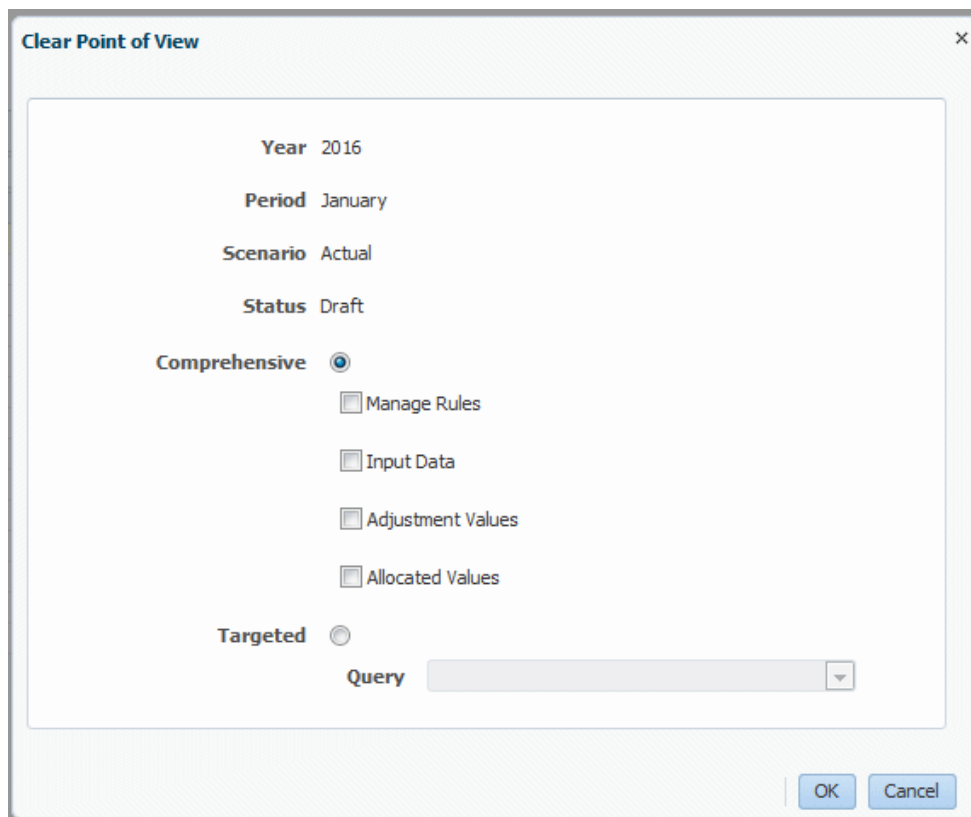 Clear Point of View
Year 2016
Period January
Scenario Actual
Status Draft
Comprehensive
Manage Rules
Input Data
Adjustment Values
Allocated Values
Targeted
Query
OK Cancel